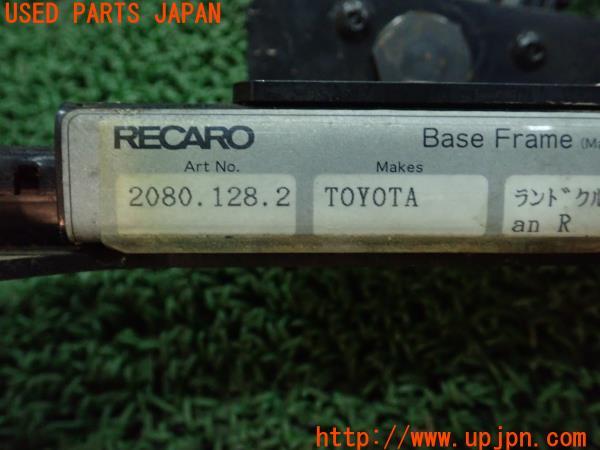 USED PARTS JAPAN
RECARO Base Frame
Art No. Makes
2080.128.2 TOYOTA ランドクル
an R
http://www.upjpn.com/